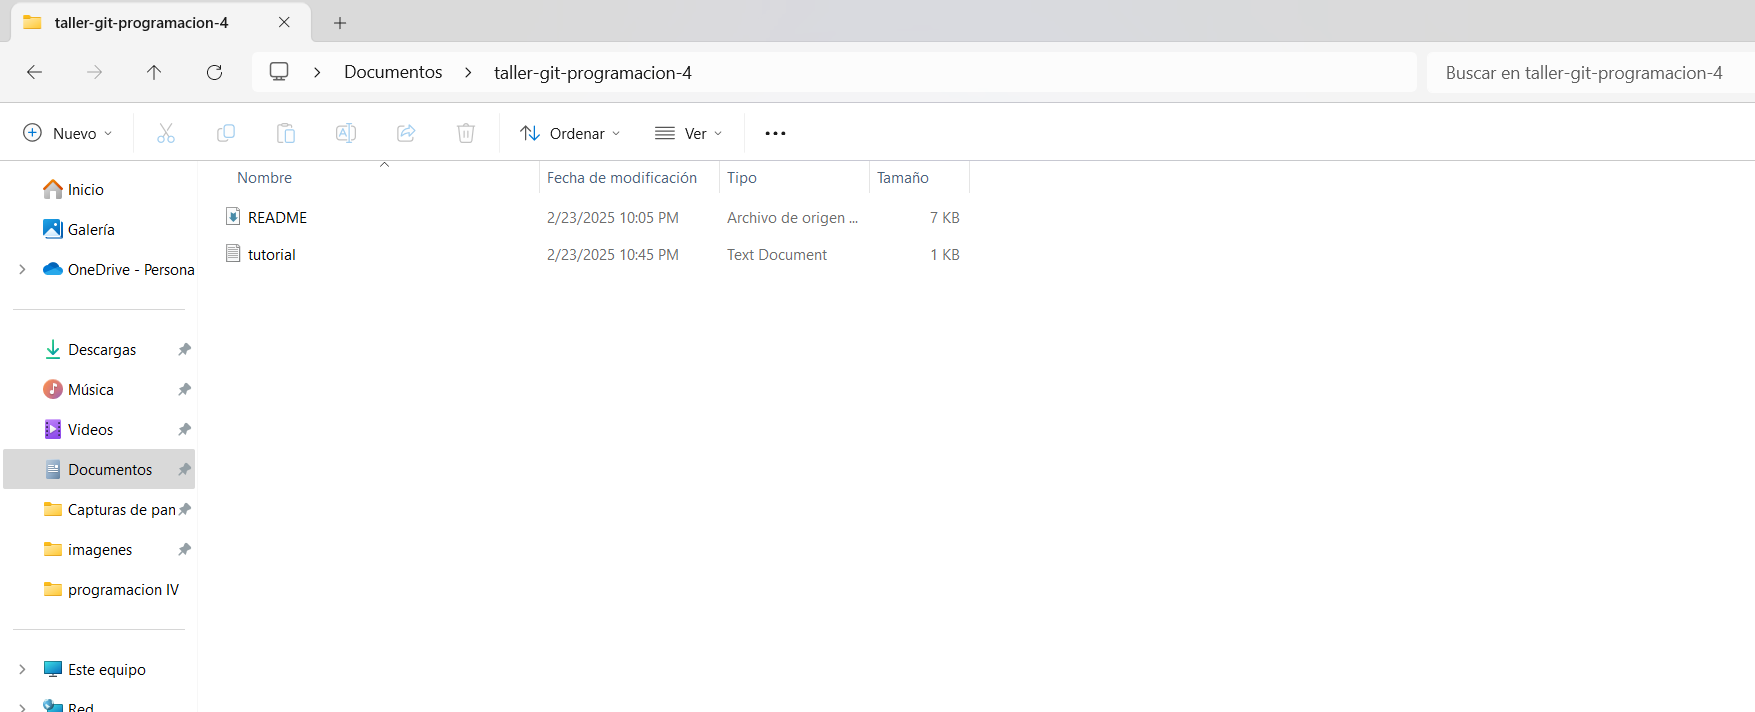 taller-git-programacion-4
Documentos taller-git-programacion-4 Buscar en taller-git-programacion-4
Nuevo Ordenar Ver
Nombre Fecha de modificación Tipo Tamaño
README 2/23/2025 10:05 PM Archivo de origen ... 7 KB
tutorial 2/23/2025 10:45 PM Text Document 1 KB
Inicio
Galería
OneDrive - Persona
Descargas
Música
Videos
Documentos
Capturas de pan
imagenes
programacion IV
Este equipo
Red